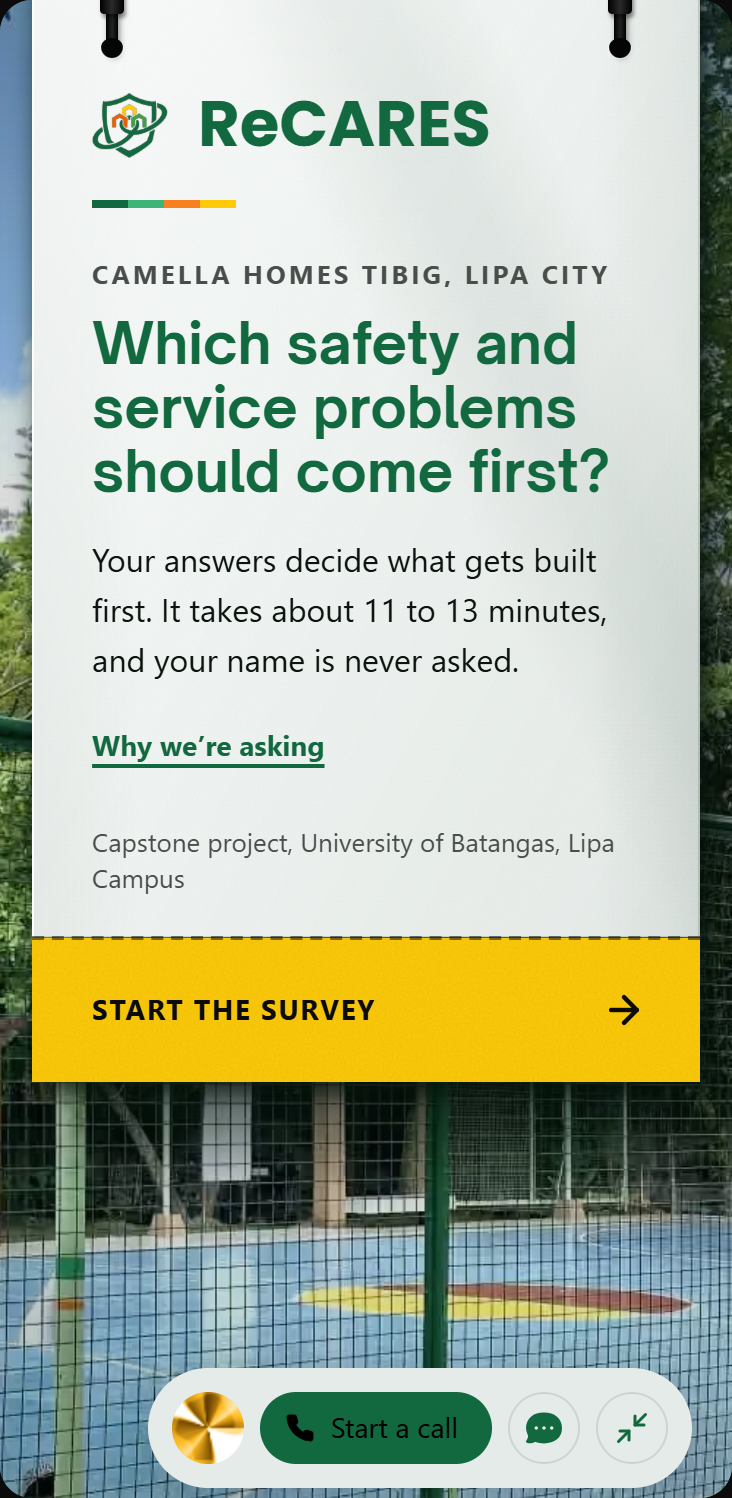 ReCARES
CAMELLA HOMES TIBIG, LIPA CITY
Which safety and
service problems
should come first?
Your answers decide what gets built
first. It takes about 11 to 13 minutes,
and your name is never asked.
Why we're asking
Capstone project, University of Batangas, Lipa
Campus
START THE SURVEY
Start a call